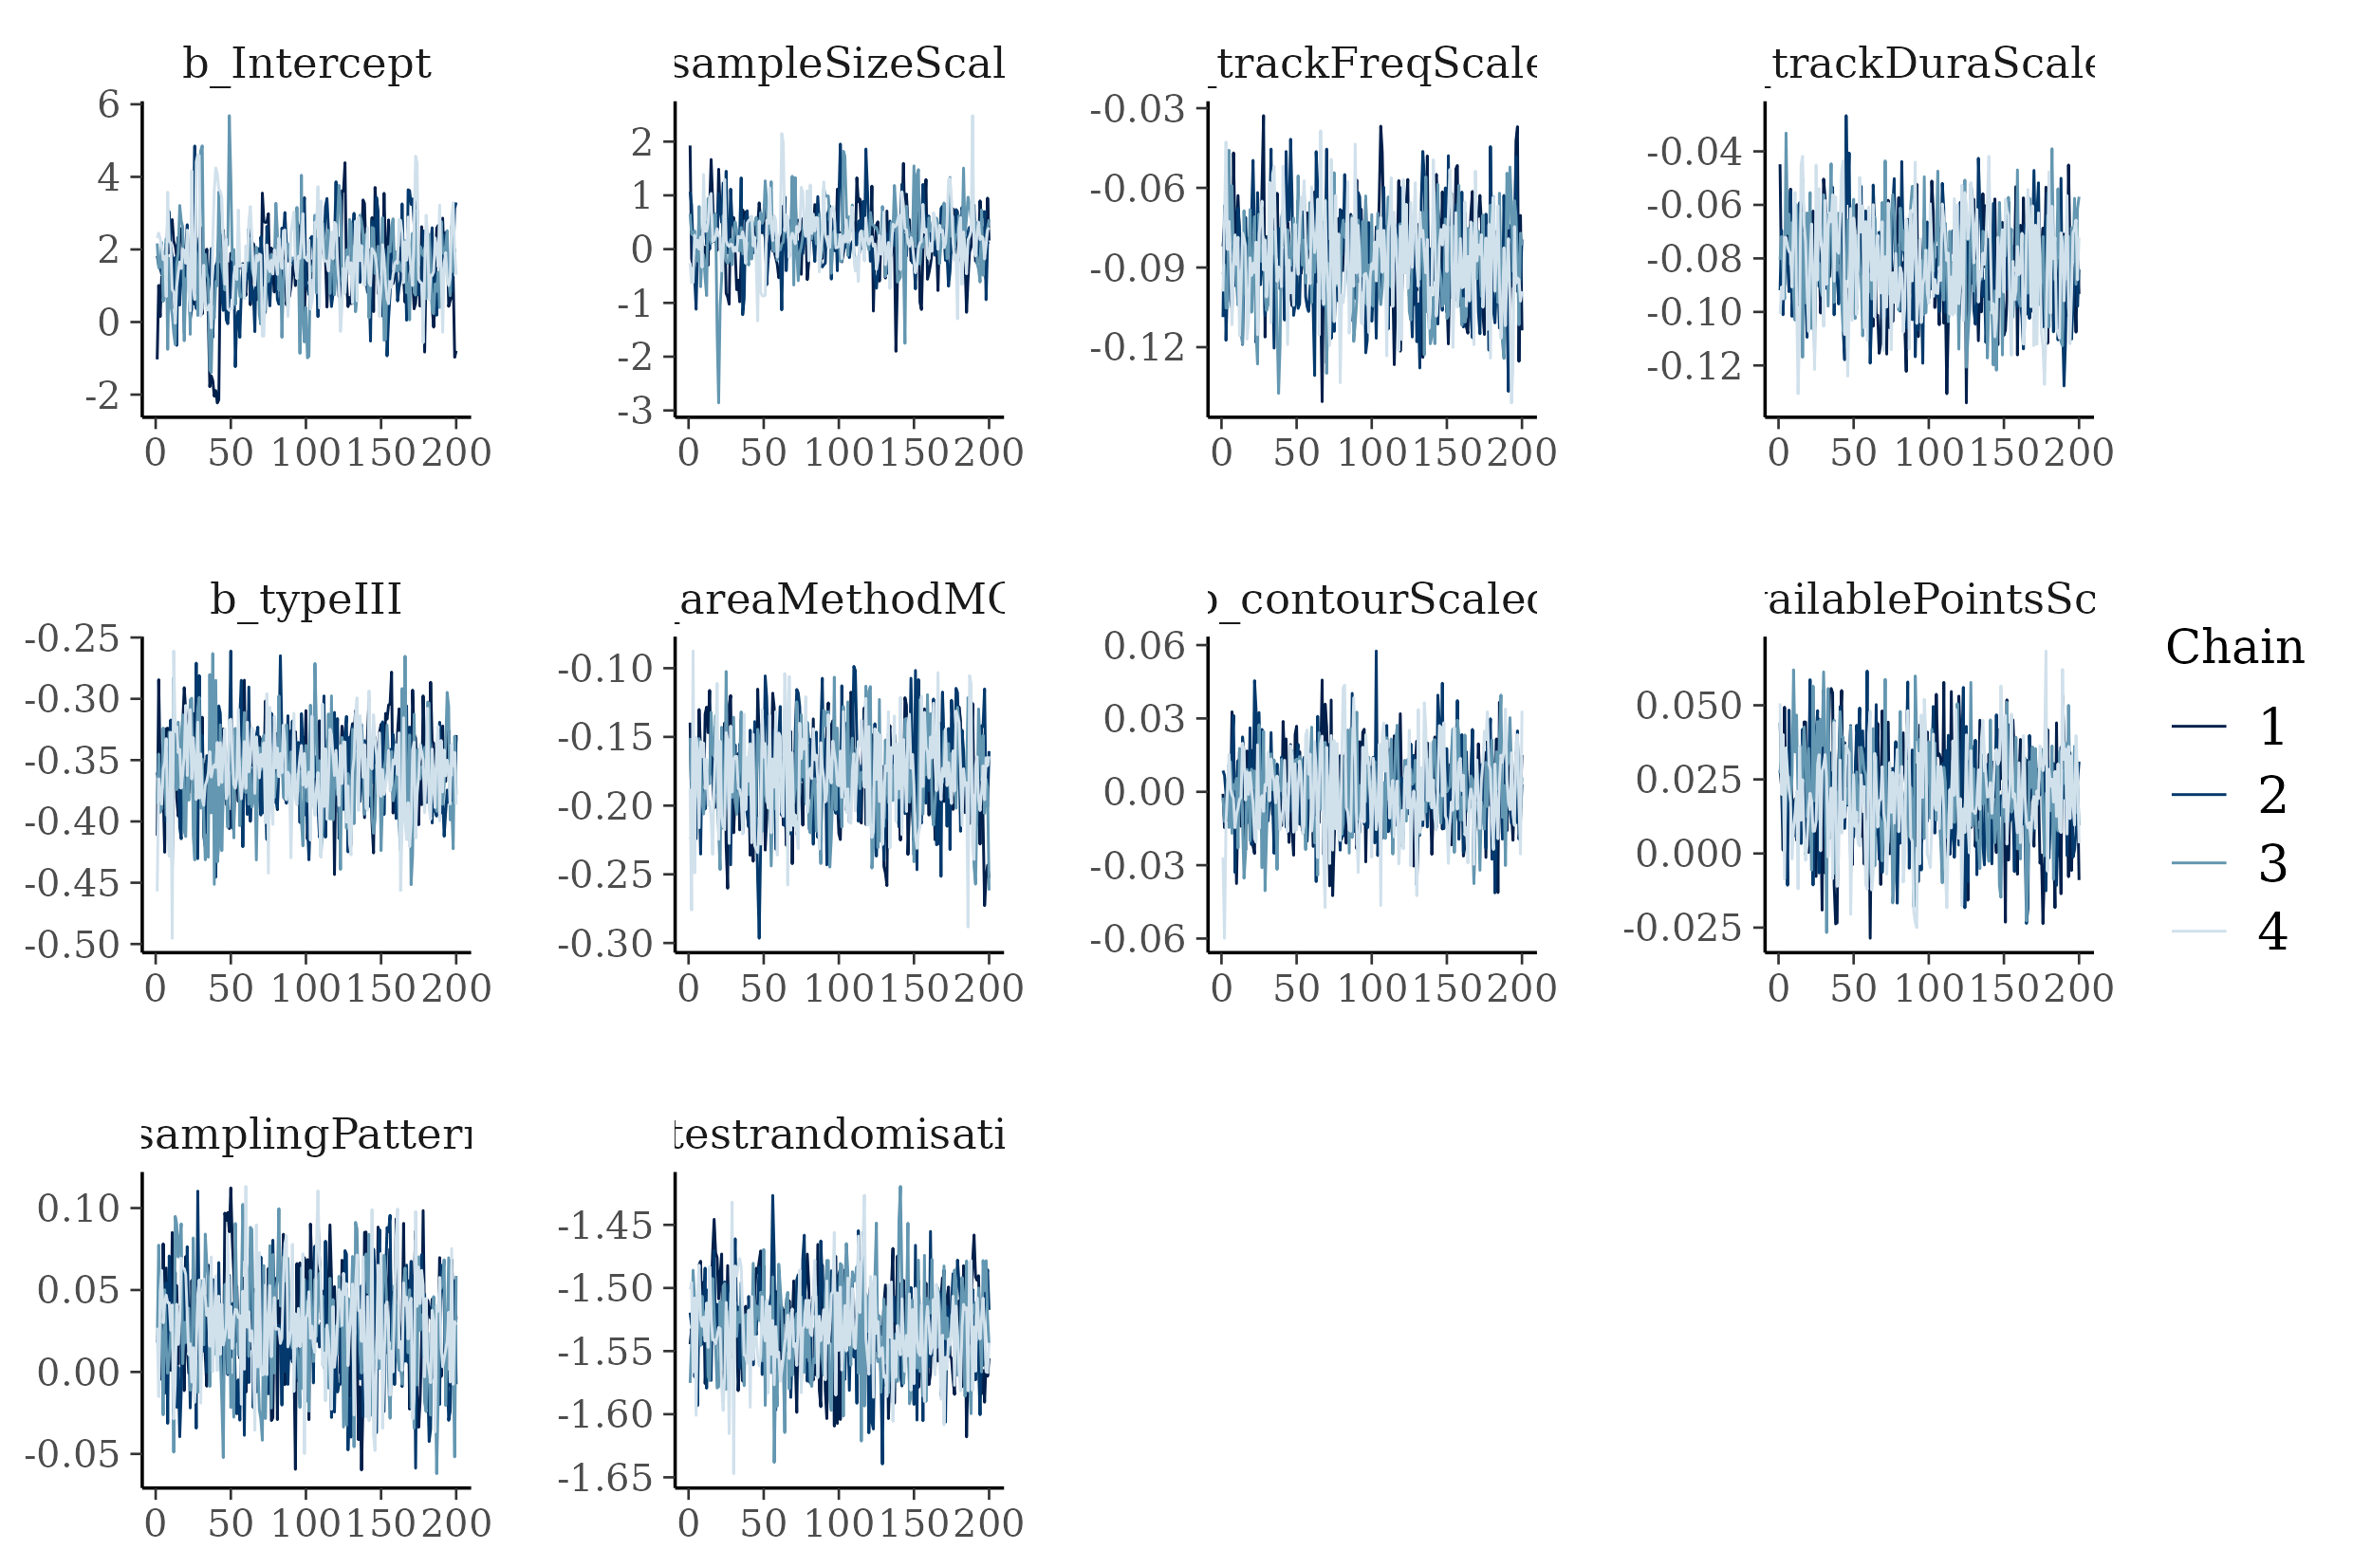 b_Intercept
6
4
2
0
-2
0 50 100 150 200
sampleSizeScal
2
1
0
-1
-2
-3
0 50 100 150 200
_trackFreqScale
-0.03
-0.06
-0.09
-0.12
0 50 100 150 200
trackDuraScale
-0.04
-0.06
-0.08
-0.10
-0.12
0 50 100 150 200
b_typeIII
-0.25
-0.30
-0.35
-0.40
-0.45
-0.50
0 50 100 150 200
_areaMethodMC
-0.10
-0.15
-0.20
-0.25
-0.30
0 50 100 150 200
b_contourScaled
0.06
0.03
0.00
-0.03
-0.06
0 50 100 150 200
ailablePointsSc
0.050
0.025
0.000
-0.025
0 50 100 150 200
Chain
1
2
3
4
samplingPattern
0.10
0.05
0.00
-0.05
0 50 100 150 200
testrandomisati
-1.45
-1.50
-1.55
-1.60
-1.65
0 50 100 150 200